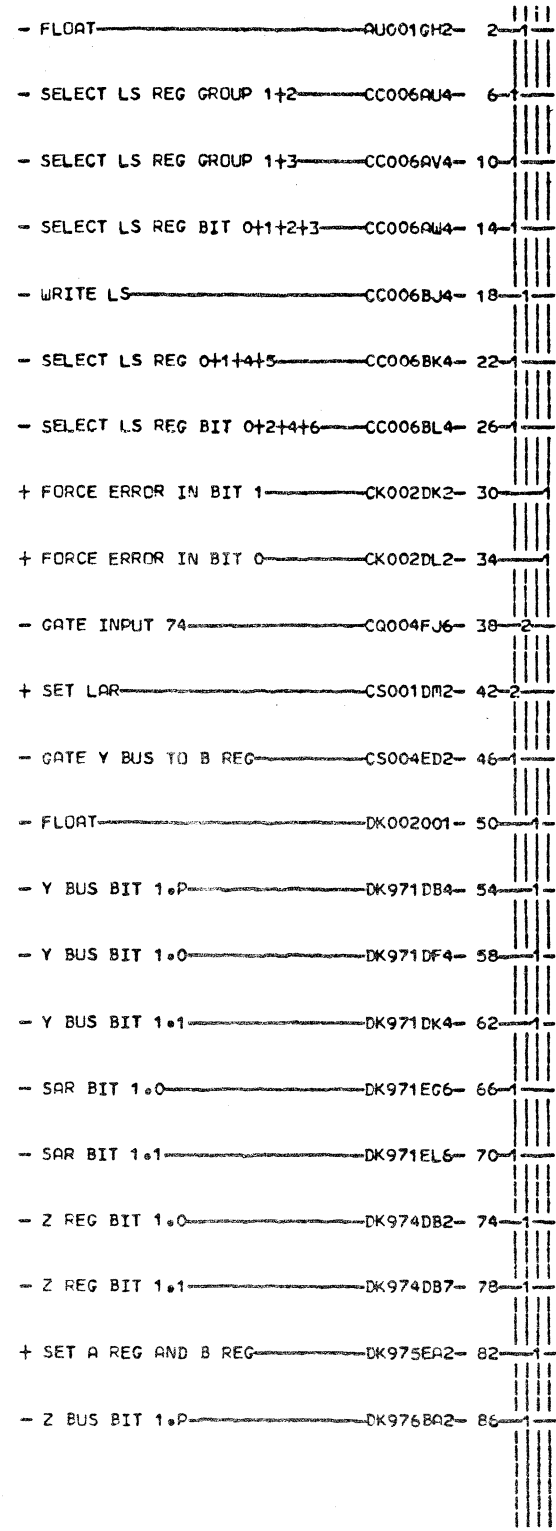 - FLOAT AU001GH2- 2-1
- SELECT LS REG GROUP 1+2 CC006AU4- 6-1
- SELECT LS REG GROUP 1+3 CC006AV4- 10-1
- SELECT LS REG BIT 0+1+2+3 CC006AW4- 14-1
- WRITE LS CC006BJ4- 18-1
- SELECT LS REG 0+1+4+5 CC006BK4- 22-1
- SELECT LS REG BIT 0+2+4+6 CC006BL4- 26-1
+ FORCE ERROR IN BIT 1 CK002DK2- 30-1
+ FORCE ERROR IN BIT 0 CK002DL2- 34-1
- GATE INPUT 74 CQ004FJ6- 38-2
+ SET LAR CS001DM2- 42-2
- GATE Y BUS TO B REG CS004ED2- 46-1
- FLOAT DK002001- 50-1
- Y BUS BIT 1.P DK971DB4- 54-1
- Y BUS BIT 1.0 DK971DF4- 58-1
- Y BUS BIT 1.1 DK971DK4- 62-1
- SAR BIT 1.0 DK971EG6- 66-1
- SAR BIT 1.1 DK971EL6- 70-1
- Z REG BIT 1.0 DK974DB2- 74-1
- Z REG BIT 1.1 DK974DB7- 78-1
+ SET A REG AND B REG DK975EA2- 82-1
- Z BUS BIT 1.P DK976BA2- 86-1